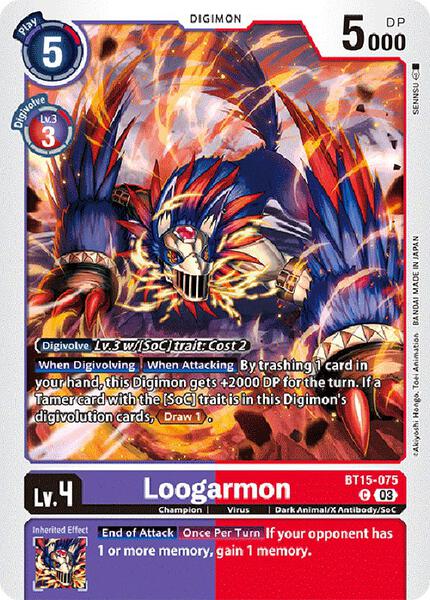 DIGIMON
Play
5
5000 DP
Digivolve
Lv.3
3
SENNSU
©Akiyoshi Hongo, Toei Animation BANDAI MADE IN JAPAN
Digivolve Lv.3 w/[SoC] trait: Cost 2
When Digivolving When Attacking By trashing 1 card in
your hand, this Digimon gets +2000 DP for the turn. If a
Tamer card with the [SoC] trait is in this Digimon's
digivolution cards, Draw 1.
Lv.4
Loogarmon
BT15-075
C 03
Champion | Virus | Dark Animal/X Antibody/SoC
Inherited Effect
End of Attack Once Per Turn If your opponent has
1 or more memory, gain 1 memory.